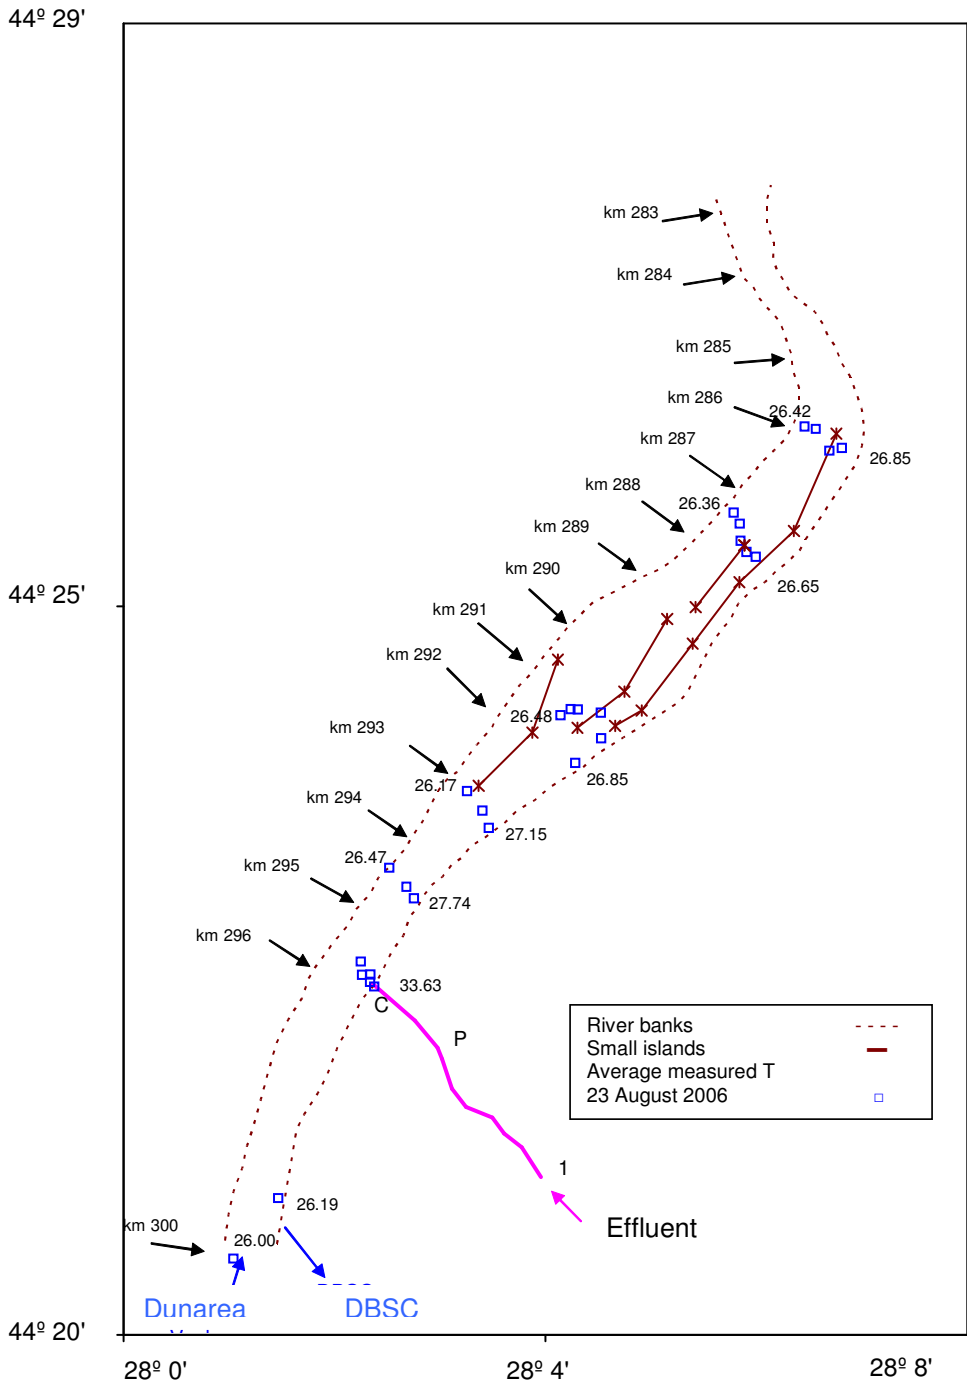 44º 29'
km 283
km 284
km 285
km 286
26.42
km 287
26.85
km 288
26.36
km 289
km 290
26.65
44º 25'
km 291
km 292
26.48
km 293
26.17
26.85
km 294
27.15
26.47
km 295
27.74
km 296
33.63
C
P
River banks
Small islands
Average measured T
23 August 2006
1
26.19
km 300
26.00
Effluent
Dunarea
DBSC
44º 20'
28º 0'
28º 4'
28º 8'